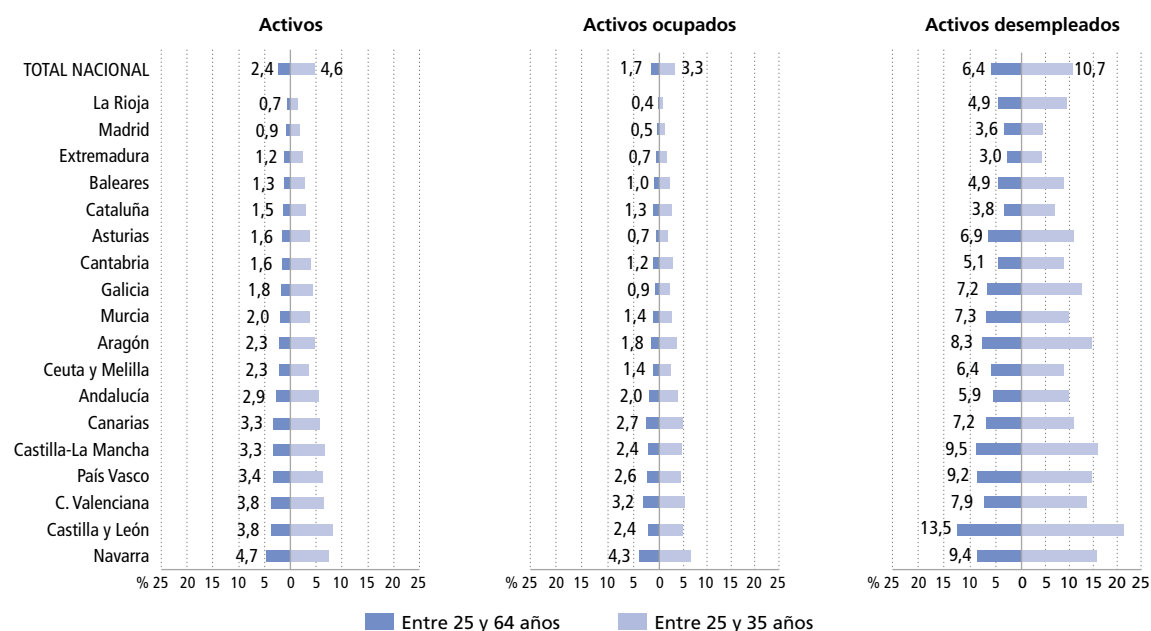 Activos Activos ocupados Activos desempleados
TOTAL NACIONAL 2,4 4,6 1,7 3,3 6,4 10,7
La Rioja 0,7 0,4 4,9
Madrid 0,9 0,5 3,6
Extremadura 1,2 0,7 3,0
Baleares 1,3 1,0 4,9
Cataluña 1,5 1,3 3,8
Asturias 1,6 0,7 6,9
Cantabria 1,6 1,2 5,1
Galicia 1,8 0,9 7,2
Murcia 2,0 1,4 7,3
Aragón 2,3 1,8 8,3
Ceuta y Melilla 2,3 1,4 6,4
Andalucía 2,9 2,0 5,9
Canarias 3,3 2,7 7,2
Castilla-La Mancha 3,3 2,4 9,5
País Vasco 3,4 2,6 9,2
C. Valenciana 3,8 3,2 7,9
Castilla y León 3,8 2,4 13,5
Navarra 4,7 4,3 9,4
% 25 20 15 10 5 0 5 10 15 20 25 % 25 20 15 10 5 0 5 10 15 20 25 % 25 20 15 10 5 0 5 10 15 20 25
Entre 25 y 64 años Entre 25 y 35 años